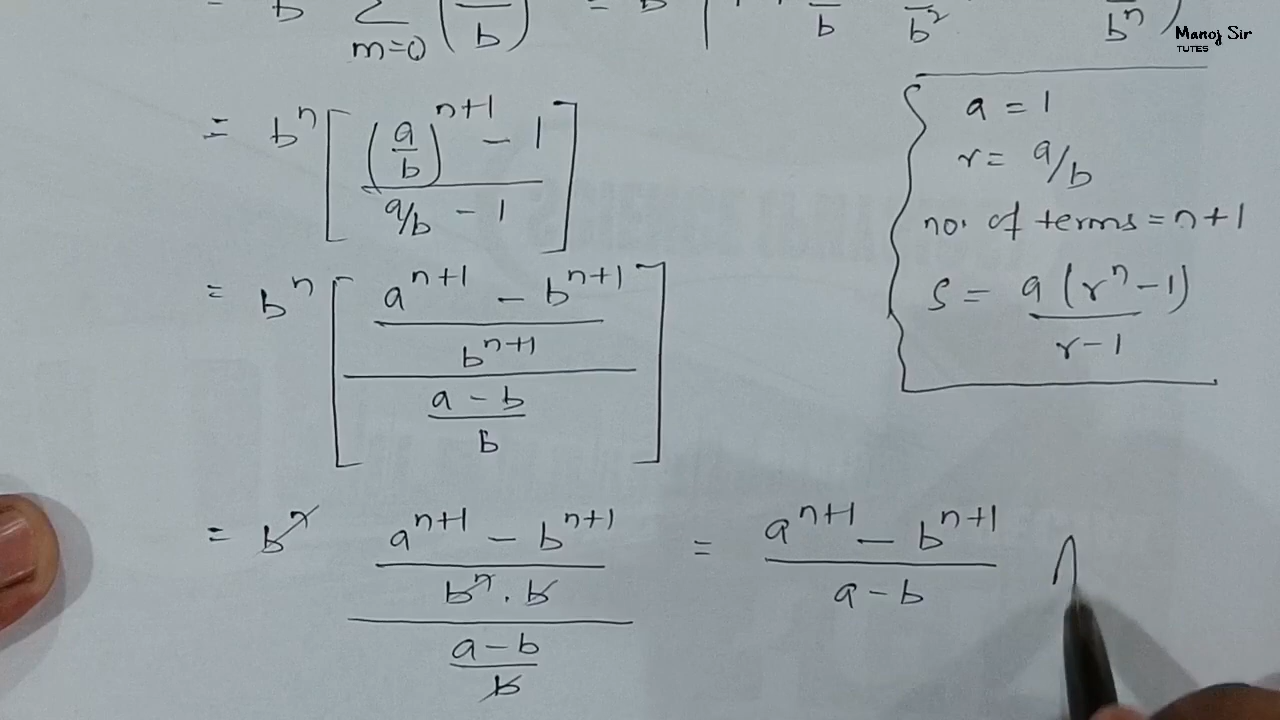 = b Σ m=0 (─/b) = b ( 1 + ─/b ─/b² ─/bⁿ )
Manoj Sir
TUTES
= bⁿ [ ((a/b)ⁿ⁺¹ - 1) / (a/b - 1) ]
a = 1
r = a/b
no. of terms = n+1
S = a(rⁿ-1) / (r-1)
= bⁿ [ ((aⁿ⁺¹ - bⁿ⁺¹) / bⁿ⁺¹) / ((a-b) / b) ]
= bⁿ ((aⁿ⁺¹ - bⁿ⁺¹) / (bⁿ . b)) / ((a-b) / b) = (aⁿ⁺¹ - bⁿ⁺¹) / (a-b)